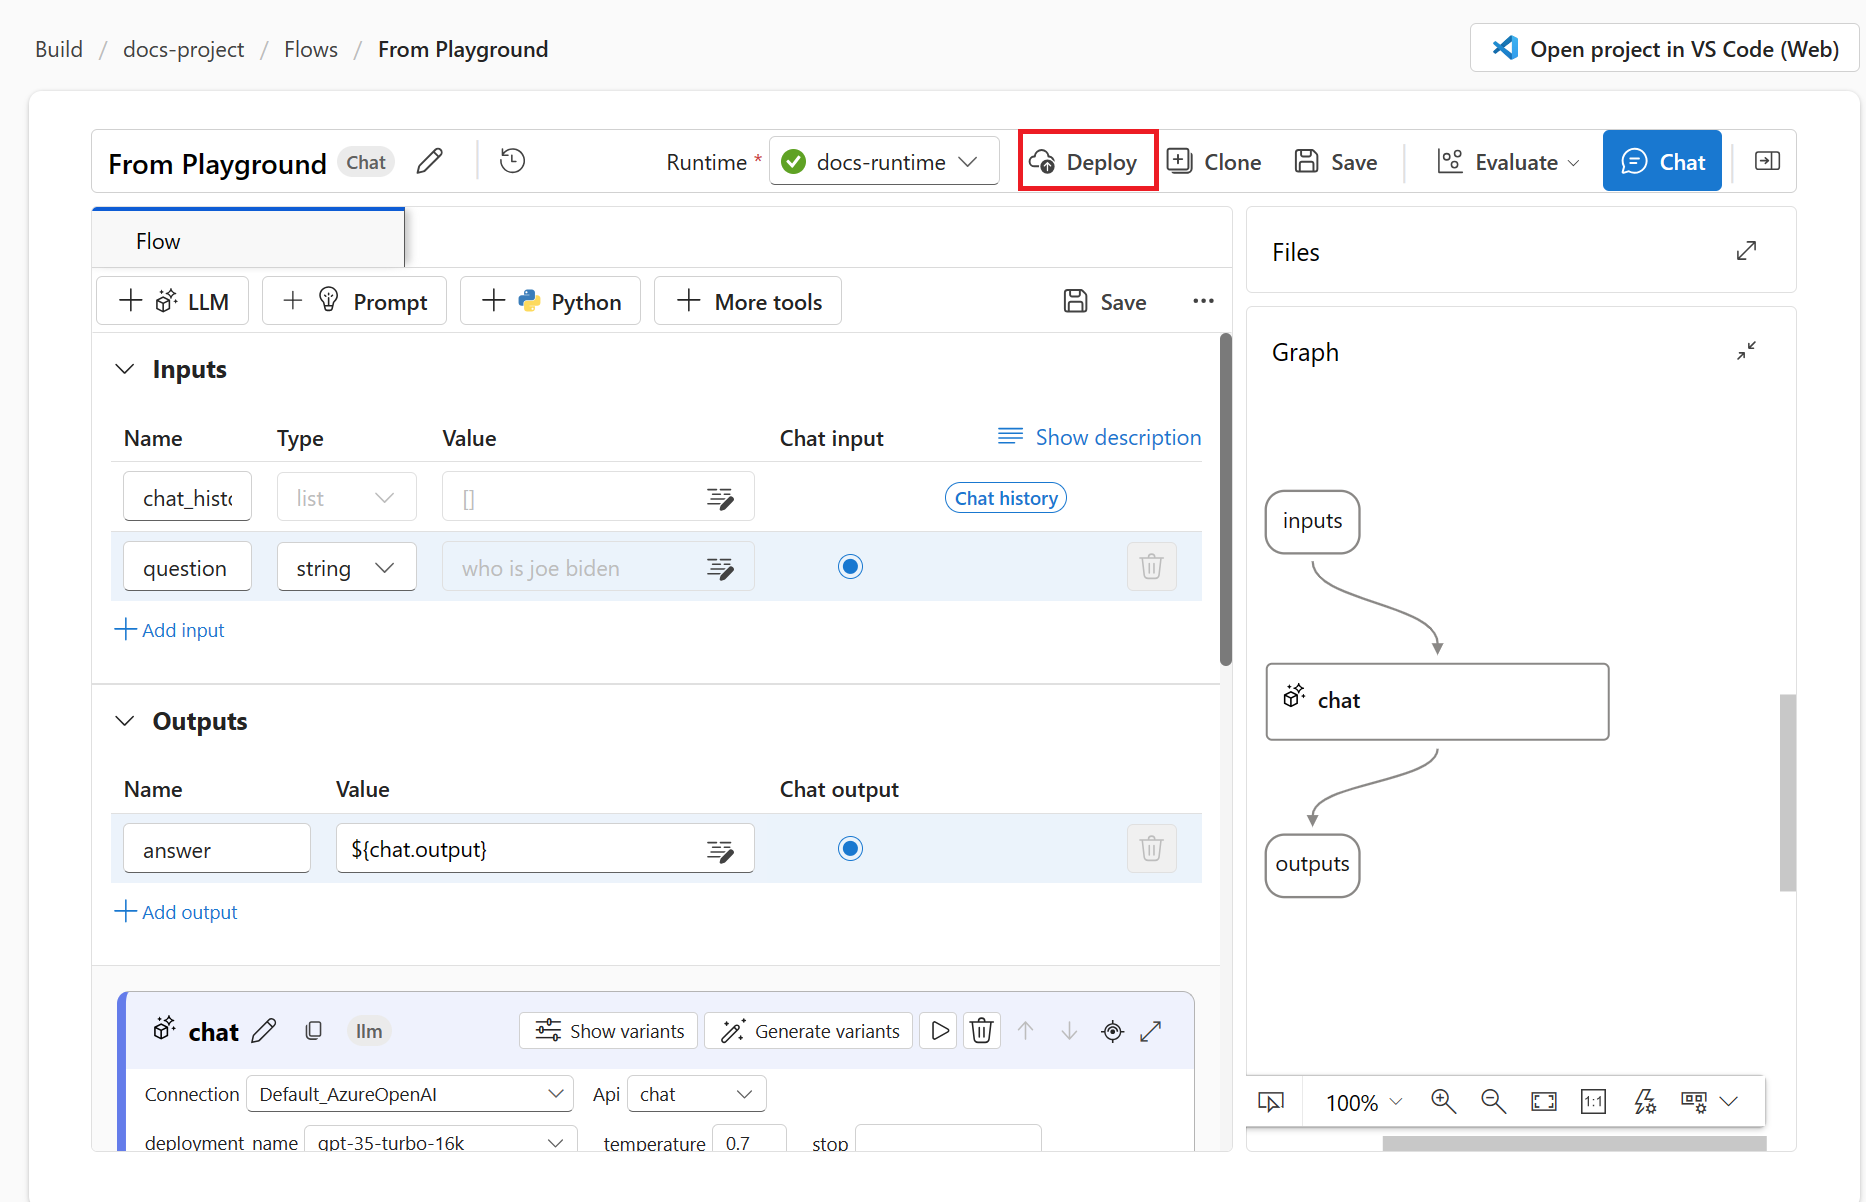 Build / docs-project / Flows / From Playground
Open project in VS Code (Web)
From Playground Chat Runtime * docs-runtime Deploy Clone Save Evaluate Chat
Flow
LLM Prompt Python More tools Save ...
Inputs
Name Type Value Chat input Show description
chat_histo list [] Chat history
question string who is joe biden
Add input
Outputs
Name Value Chat output
answer ${chat.output}
Add output
chat llm Show variants Generate variants
Connection Default_AzureOpenAI Api chat
deployment_name gpt-35-turbo-16k temperature 0.7 stop
Files
Graph
inputs
chat
outputs
100% 1:1